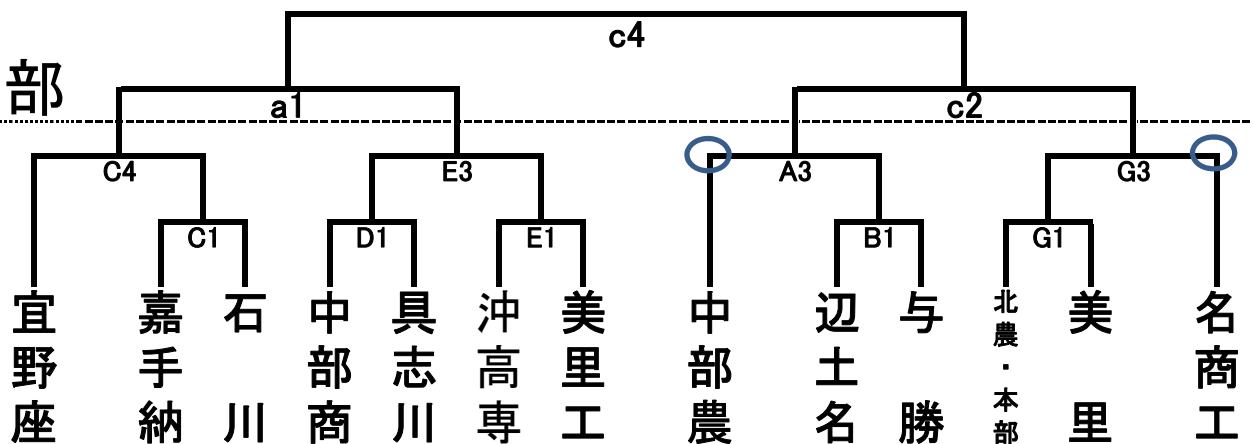 c4
部
a1
c2
C4
E3
A3
G3
C1
D1
E1
B1
G1
宜野座
嘉手納
石川
中部商
具志川
沖高専
美里工
中部農
辺土名
与勝
北農・本部
美里
名商工